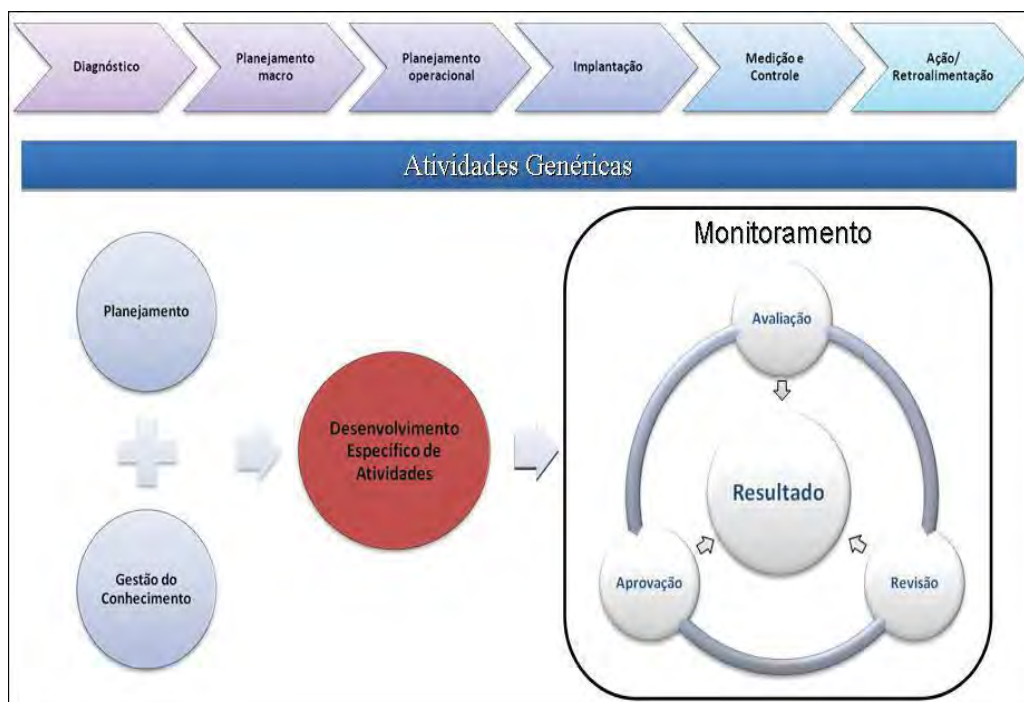 Diagnóstico
Planejamento
macro
Planejamento
operacional
Implantação
Medição e
Controle
Ação/
Retroalimentação
Atividades Genéricas
Monitoramento
Planejamento
Avaliação
Desenvolvimento
Específico de
Atividades
Resultado
Gestão do
Conhecimento
Aprovação
Revisão